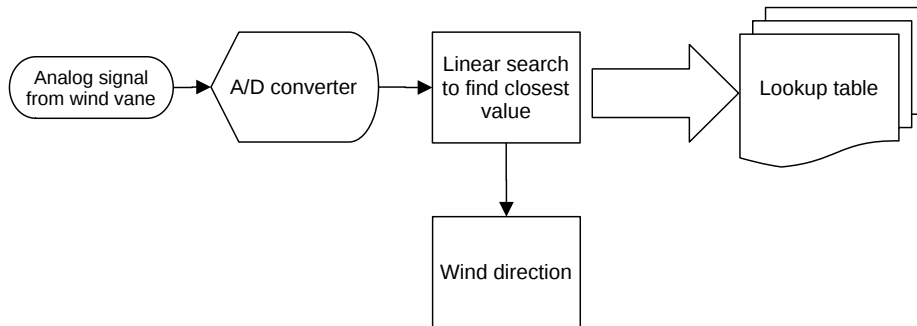 Analog signal
from wind vane
A/D converter
Linear search
to find closest
value
Lookup table
Wind direction